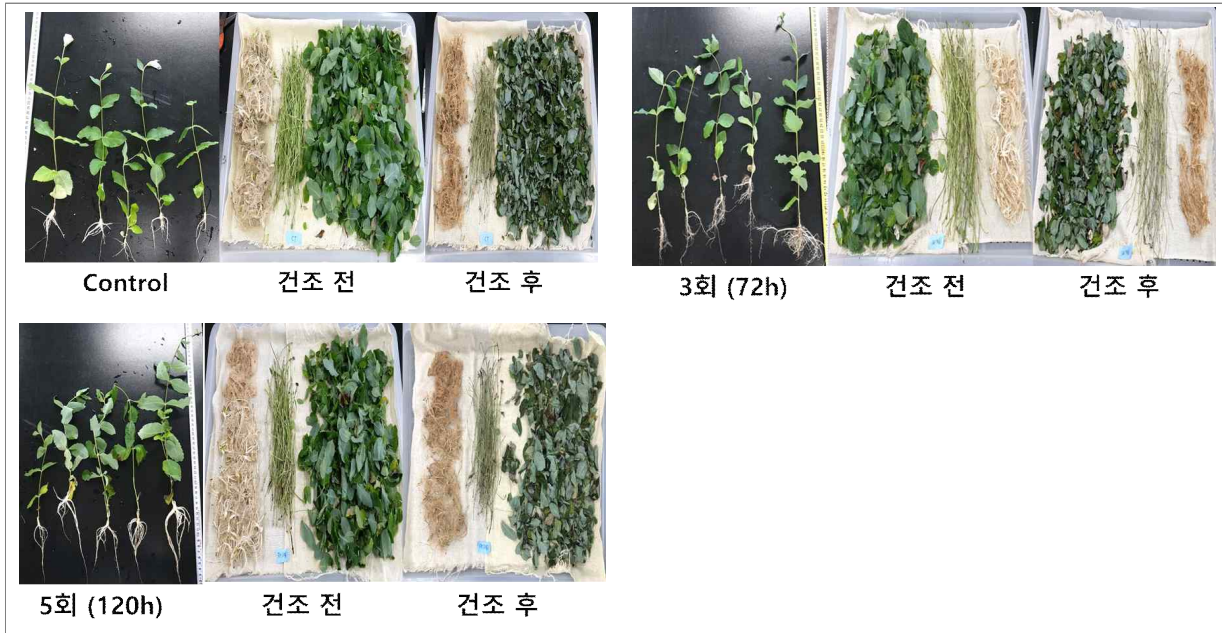 Control 건조 전 건조 후 3회 (72h) 건조 전 건조 후
5회 (120h) 건조 전 건조 후